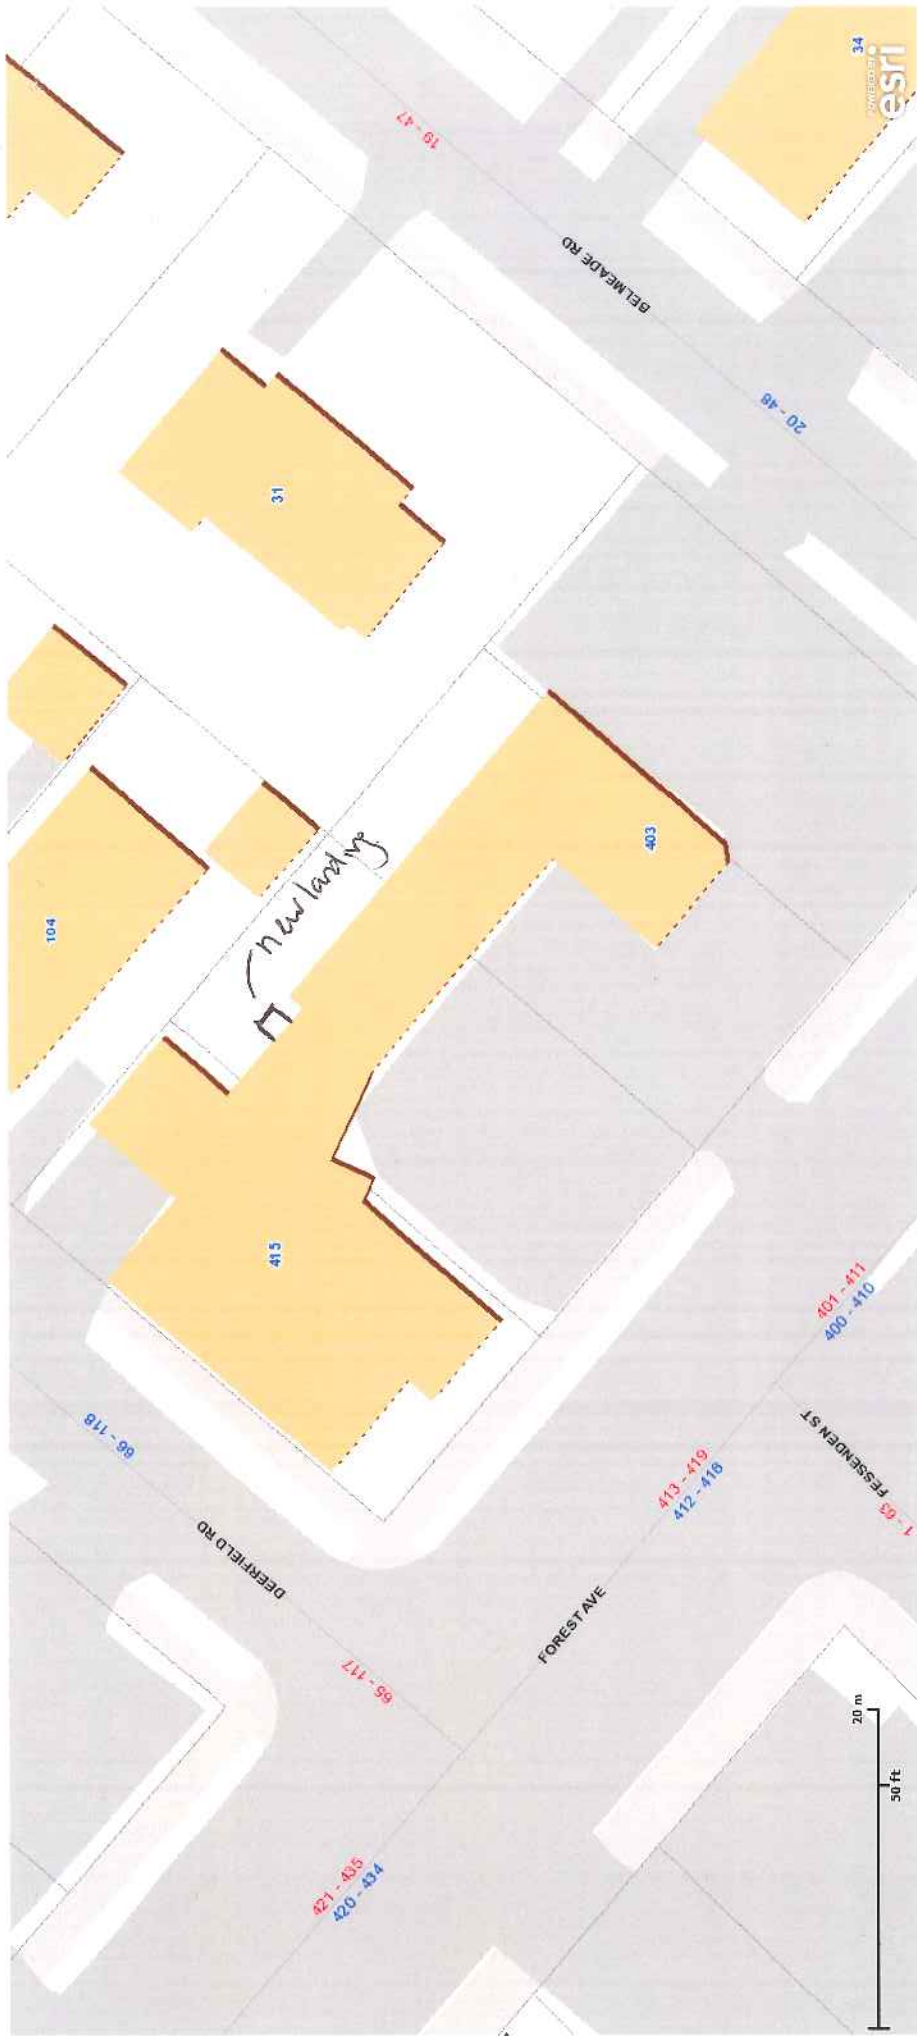 34
POWERED BY
esri
19 - 47
BELMEADE RD
20 - 48
31
403
104
new landing
415
66 - 118
DEERFIELD RD
65 - 117
401 - 411
400 - 410
413 - 419
412 - 418
FESSENDEN ST
1 - 63
FOREST AVE
421 - 435
420 - 434
20 m
50 ft